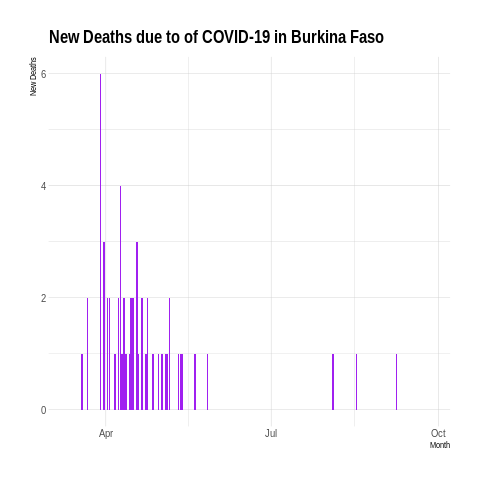 New Deaths due to of COVID-19 in Burkina Faso
New Deaths
6
4
2
0
Apr
Jul
Oct
Month